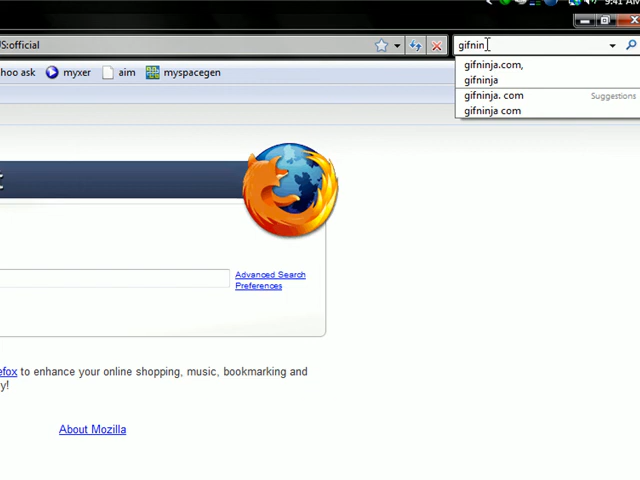 9:41 AM
S:official
gifnin
hoo ask myxer aim myspacegen
gifninja.com,
gifninja
gifninja. com Suggestions
gifninja com
Advanced Search
Preferences
efox to enhance your online shopping, music, bookmarking and
y!
About Mozilla